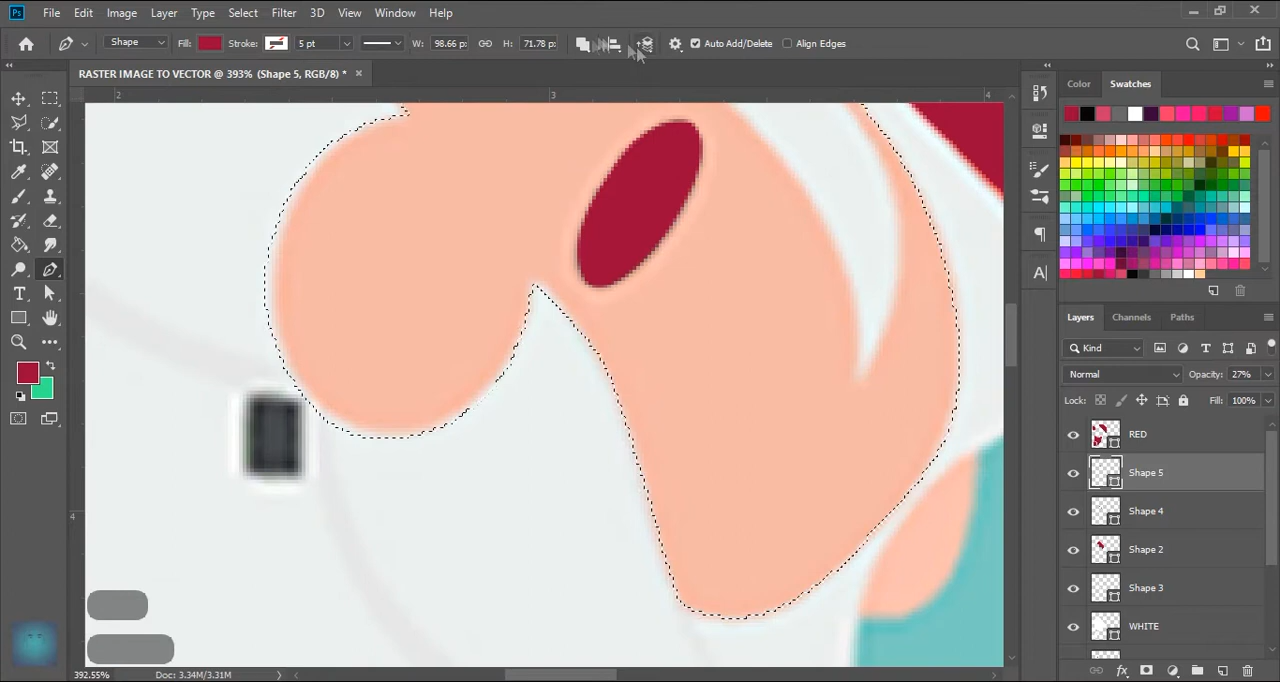 Ps File Edit Image Layer Type Select Filter 3D View Window Help
Shape Fill: Stroke: 5 pt W: 98.66 p: H: 71.78 p: Auto Add/Delete Align Edges
RASTER IMAGE TO VECTOR @ 393% (Shape 5, RGB/8) * ×
2 3 4
4
Color Swatches
Layers Channels Paths
Kind
Normal Opacity: 27%
Lock: Fill: 100%
RED
Shape 5
Shape 4
Shape 2
Shape 3
WHITE
392.55% Doc: 3.34M/3.31M